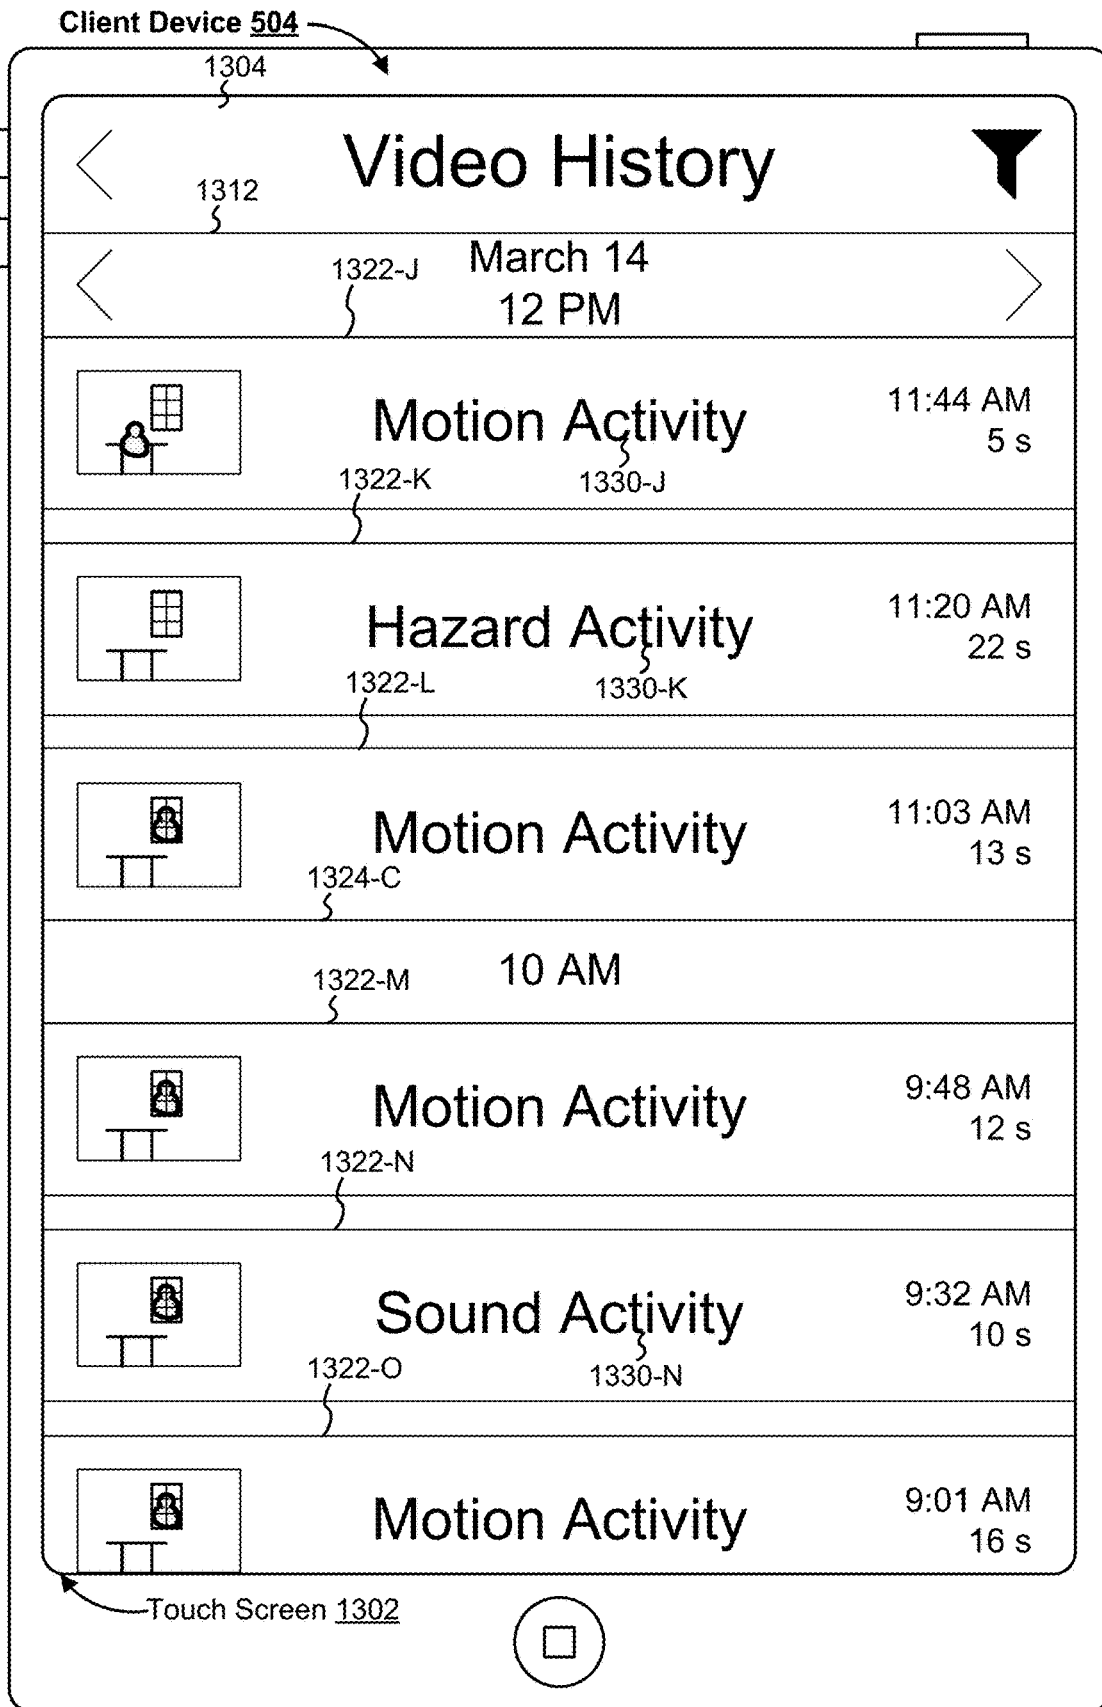 Client Device 504
1304
Video History
1312
March 14
1322-J
12 PM
Motion Activity
11:44 AM
5 s
1330-J
1322-K
Hazard Activity
11:20 AM
22 s
1330-K
1322-L
Motion Activity
11:03 AM
13 s
1324-C
10 AM
1322-M
Motion Activity
9:48 AM
12 s
1322-N
Sound Activity
9:32 AM
10 s
1330-N
1322-O
Motion Activity
9:01 AM
16 s
Touch Screen 1302